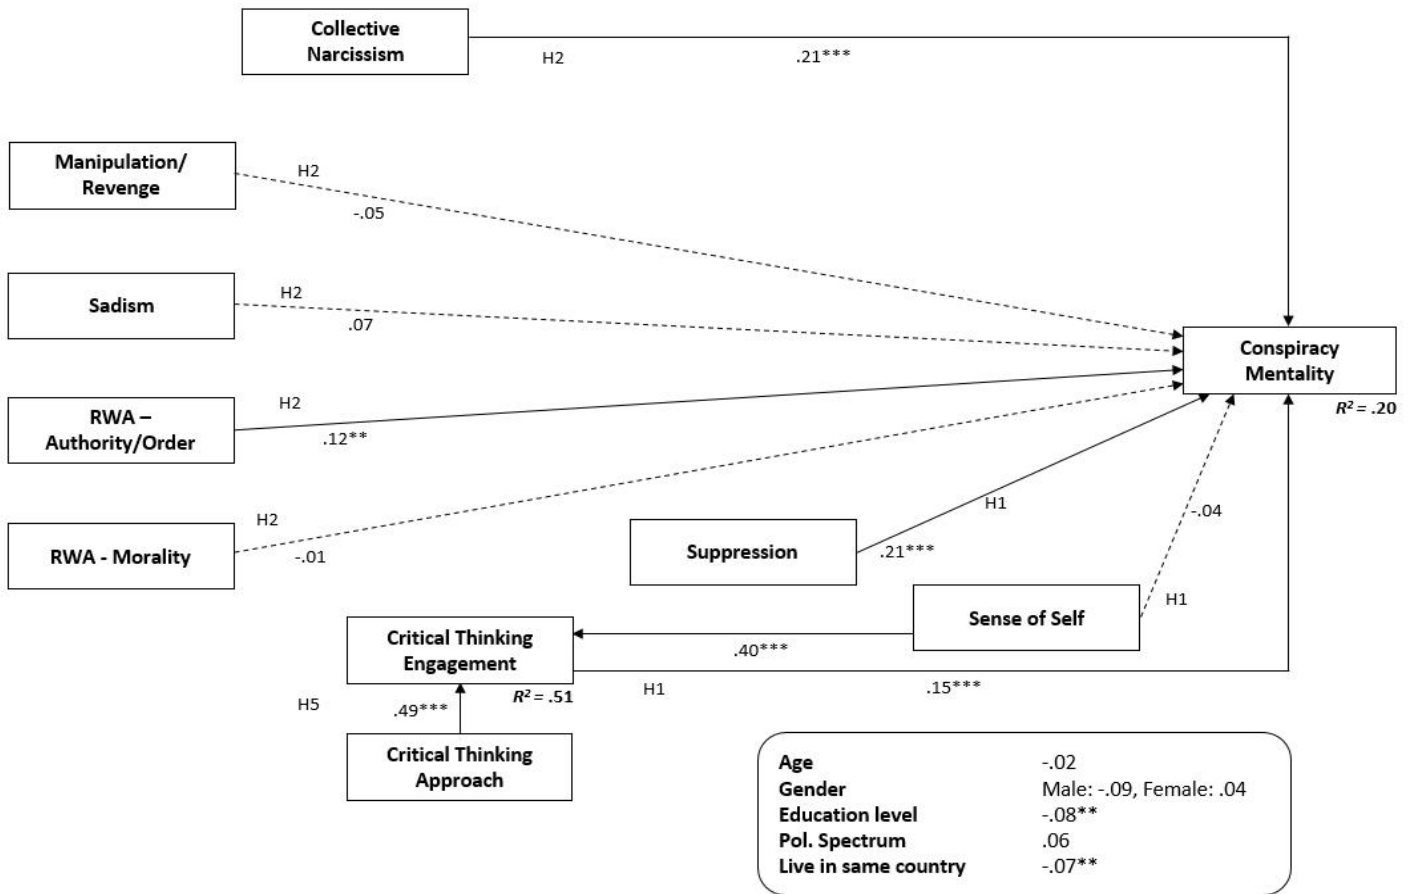 Collective
Narcissism
H2
.21***
Manipulation/
Revenge
H2
-.05
Sadism
H2
.07
Conspiracy
Mentality
R² = .20
RWA –
Authority/Order
H2
.12**
RWA - Morality
H2
-.01
Suppression
H1
.21***
-.04
Sense of Self
H1
Critical Thinking
Engagement
R² = .51
.40***
H1
.15***
H5
.49***
Critical Thinking
Approach
Age -.02
Gender Male: -.09, Female: .04
Education level -.08**
Pol. Spectrum .06
Live in same country -.07**